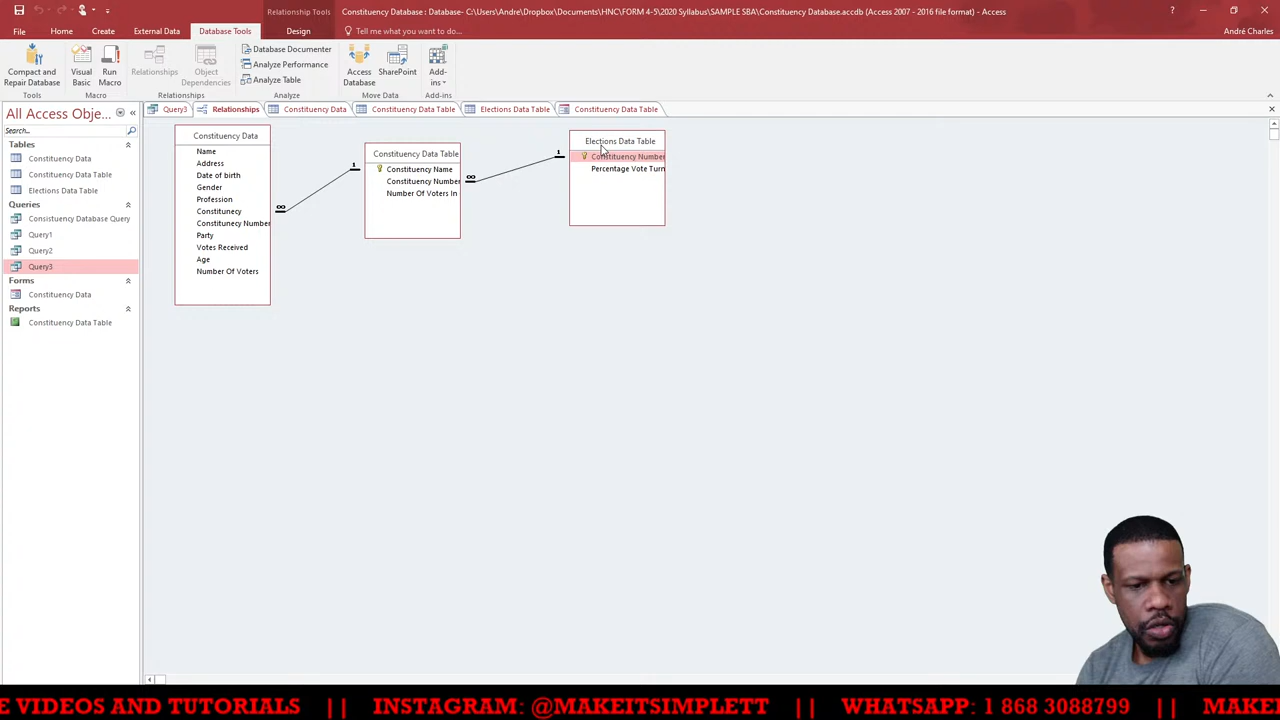 Relationship Tools
Constituency Database : Database- C:\Users\Andre\Dropbox\Documents\HNC\FORM 4-5\2020 Syllabus\SAMPLE SBA\Constituency Database.accdb (Access 2007 - 2016 file format) - Access
File
Home
Create
External Data
Database Tools
Design
Tell me what you want to do...
André Charles
Compact and Repair Database
Visual Basic
Run Macro
Relationships
Object Dependencies
Database Documenter
Analyze Performance
Analyze Table
Access Database
SharePoint
Add-ins
Tools
Macro
Relationships
Analyze
Move Data
Add-ins
All Access Obje...
Search...
Tables
Constituency Data
Constituency Data Table
Elections Data Table
Queries
Consistuency Database Query
Query1
Query2
Query3
Forms
Constituency Data
Reports
Constituency Data Table
Query3
Relationships
Constituency Data
Constituency Data Table
Elections Data Table
Constituency Data Table
Constituency Data
Name
Address
Date of birth
Gender
Profession
Constitunecy
Constitunecy Number
Party
Votes Received
Age
Number Of Voters
∞
1
Constituency Data Table
Constituency Name
Constituency Number
Number Of Voters In
∞
1
Elections Data Table
Constituency Number
Percentage Vote Turn
E VIDEOS AND TUTORIALS || INSTAGRAM: @MAKEITSIMPLETT || WHATSAPP: 1 868 3088799 || MAKE